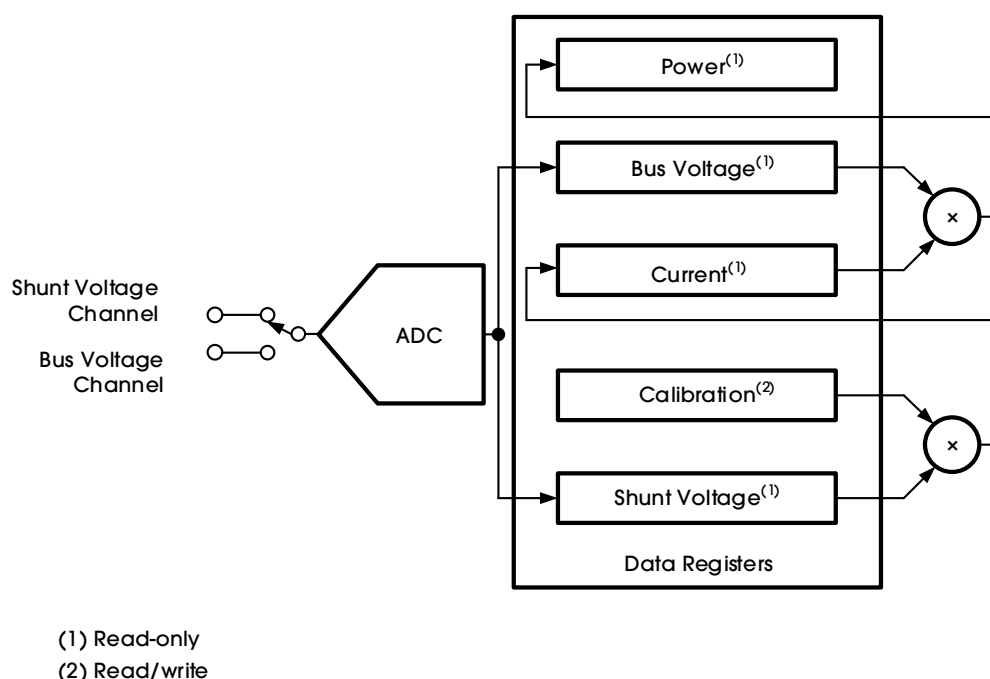 Power(1)
Bus Voltage(1)
×
Current(1)
Shunt Voltage
Channel
ADC
Bus Voltage
Channel
Calibration(2)
×
Shunt Voltage(1)
Data Registers
(1) Read-only
(2) Read/write